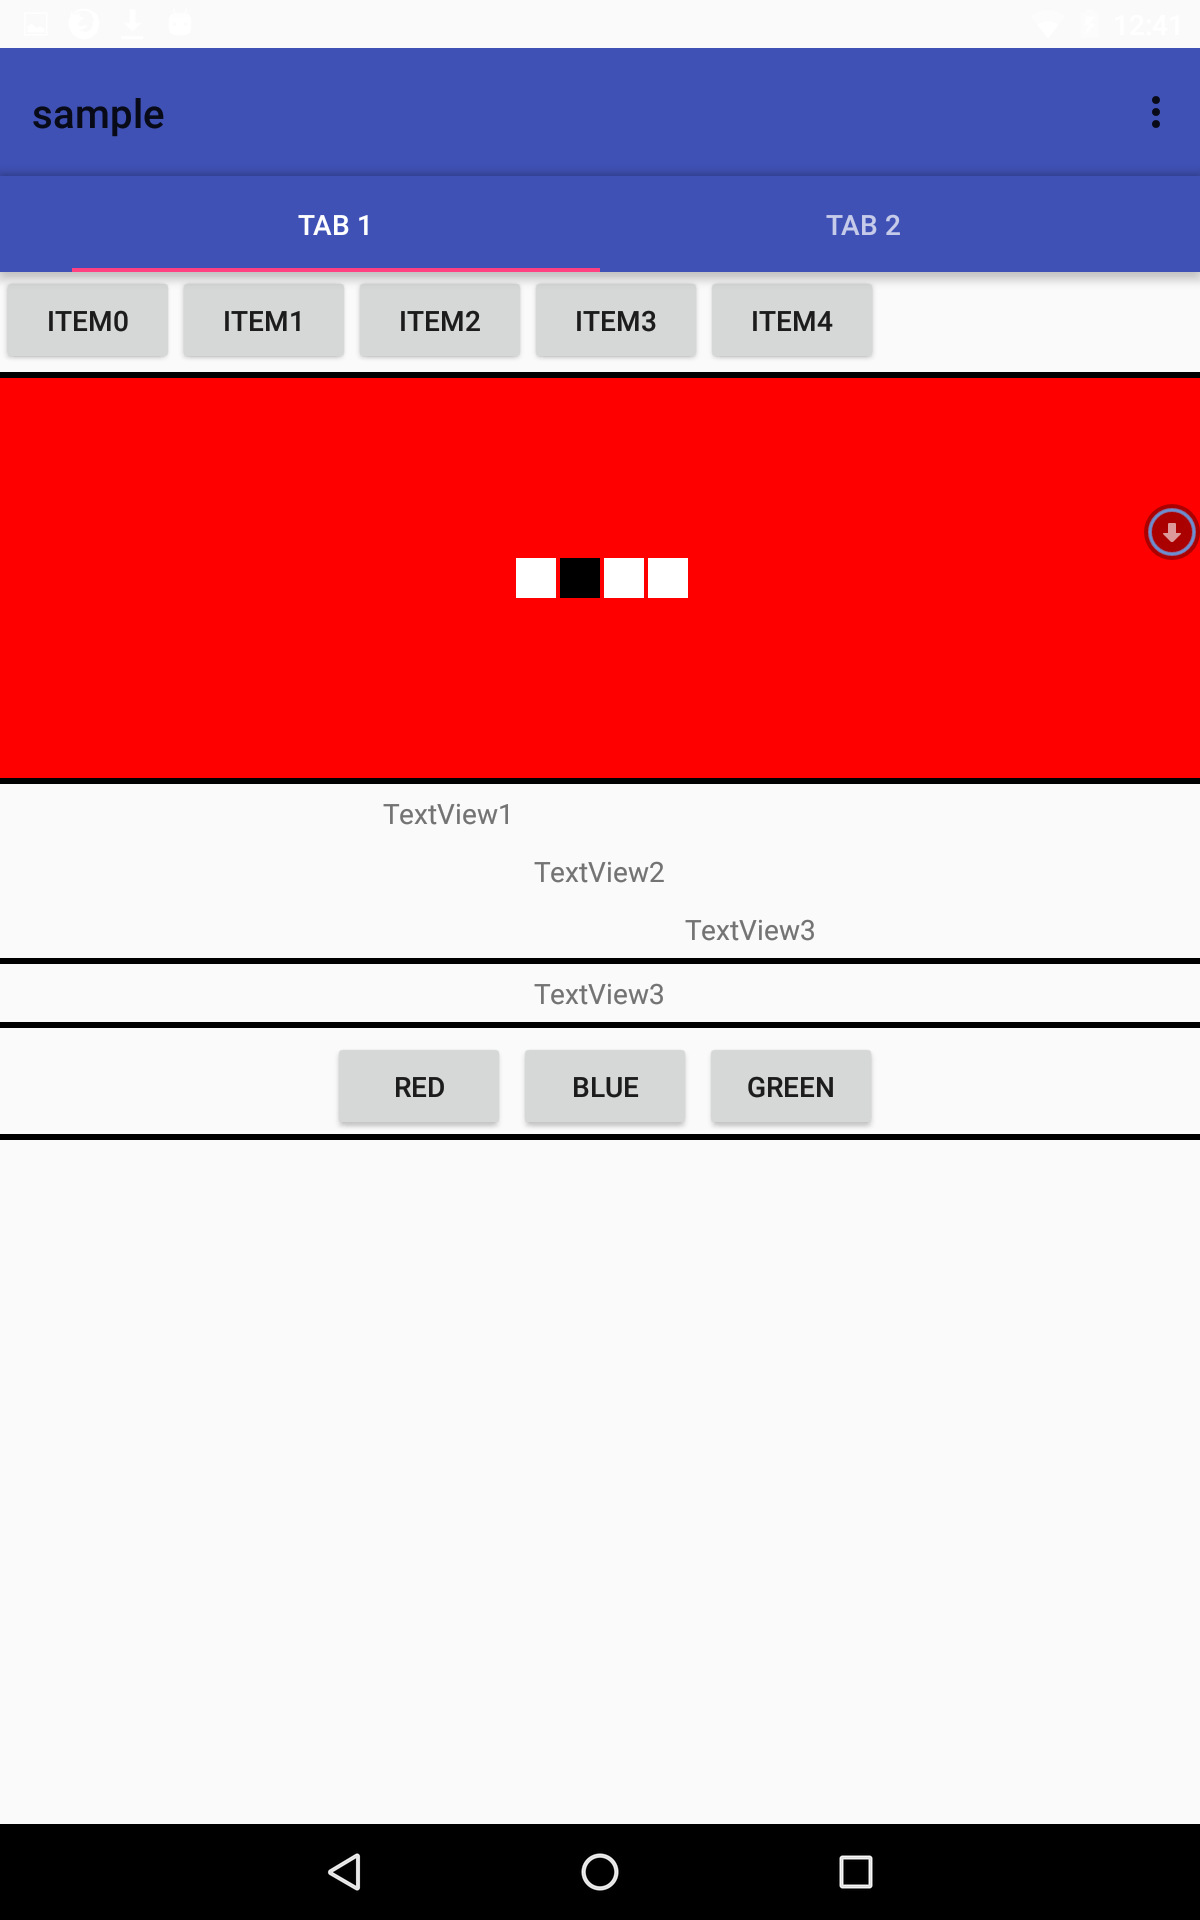 12:41
sample
TAB 1 TAB 2
ITEM0 ITEM1 ITEM2 ITEM3 ITEM4
TextView1
TextView2
TextView3
TextView3
RED BLUE GREEN